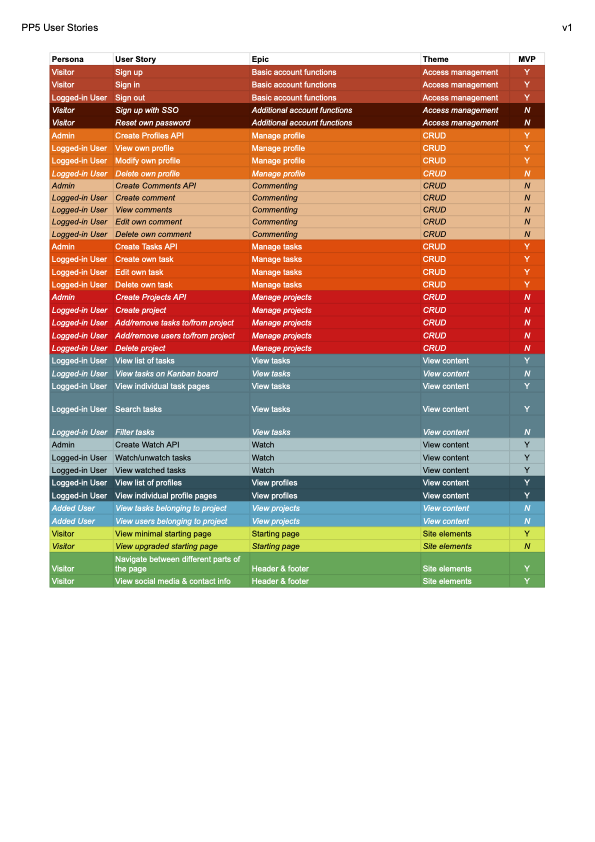 PP5 User Stories v1
Persona User Story Epic Theme MVP
Visitor Sign up Basic account functions Access management Y
Visitor Sign in Basic account functions Access management Y
Logged-in User Sign out Basic account functions Access management Y
Visitor Sign up with SSO Additional account functions Access management N
Visitor Reset own password Additional account functions Access management N
Admin Create Profiles API Manage profile CRUD Y
Logged-in User View own profile Manage profile CRUD Y
Logged-in User Modify own profile Manage profile CRUD Y
Logged-in User Delete own profile Manage profile CRUD N
Admin Create Comments API Commenting CRUD N
Logged-in User Create comment Commenting CRUD N
Logged-in User View comments Commenting CRUD N
Logged-in User Edit own comment Commenting CRUD N
Logged-in User Delete own comment Commenting CRUD N
Admin Create Tasks API Manage tasks CRUD Y
Logged-in User Create own task Manage tasks CRUD Y
Logged-in User Edit own task Manage tasks CRUD Y
Logged-in User Delete own task Manage tasks CRUD Y
Admin Create Projects API Manage projects CRUD N
Logged-in User Create project Manage projects CRUD N
Logged-in User Add/remove tasks to/from project Manage projects CRUD N
Logged-in User Add/remove users to/from project Manage projects CRUD N
Logged-in User Delete project Manage projects CRUD N
Logged-in User View list of tasks View tasks View content Y
Logged-in User View tasks on Kanban board View tasks View content N
Logged-in User View individual task pages View tasks View content Y
Logged-in User Search tasks View tasks View content Y
Logged-in User Filter tasks View tasks View content N
Admin Create Watch API Watch View content Y
Logged-in User Watch/unwatch tasks Watch View content Y
Logged-in User View watched tasks Watch View content Y
Logged-in User View list of profiles View profiles View content Y
Logged-in User View individual profile pages View profiles View content Y
Added User View tasks belonging to project View projects View content N
Added User View users belonging to project View projects View content N
Visitor View minimal starting page Starting page Site elements Y
Visitor View upgraded starting page Starting page Site elements N
Navigate between different parts of
Visitor the page Header & footer Site elements Y
Visitor View social media & contact info Header & footer Site elements Y